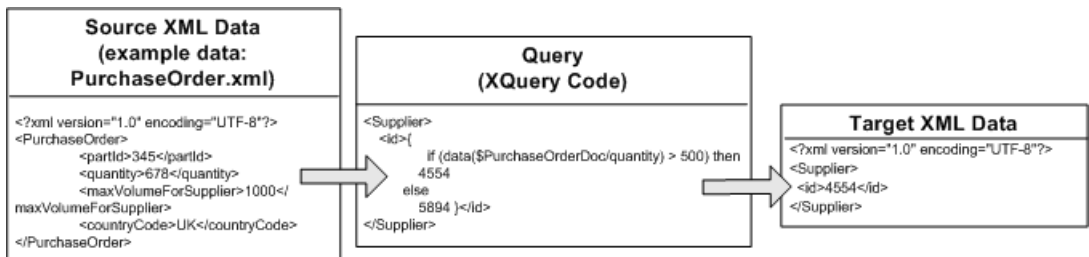 Source XML Data
(example data:
PurchaseOrder.xml)
<?xml version="1.0" encoding="UTF-8"?>
<PurchaseOrder>
<partId>345</partId>
<quantity>678</quantity>
<maxVolumeForSupplier>1000</
maxVolumeForSupplier>
<countryCode>UK</countryCode>
</PurchaseOrder>
Query
(XQuery Code)
<Supplier>
<id>{
if (data($PurchaseOrderDoc/quantity) > 500) then
4554
else
5894 }</id>
</Supplier>
Target XML Data
<?xml version="1.0" encoding="UTF-8"?>
<Supplier>
<id>4554</id>
</Supplier>